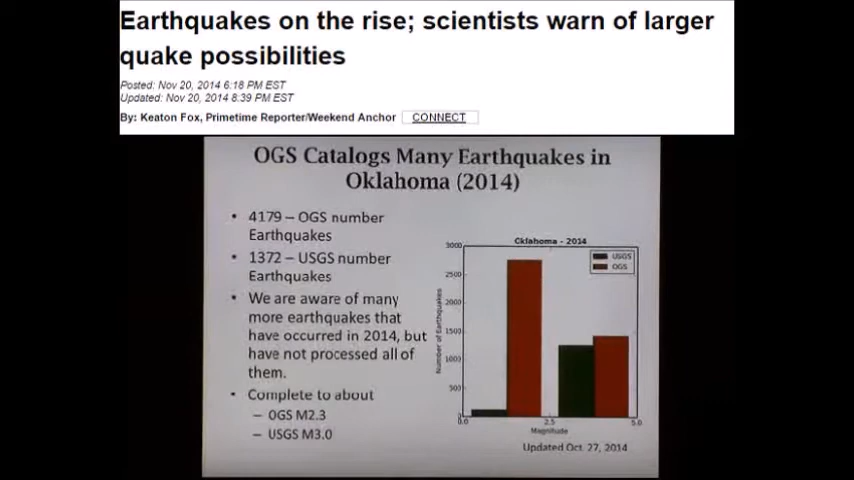 Earthquakes on the rise; scientists warn of larger
quake possibilities
Posted: Nov 20, 2014 6:18 PM EST
Updated: Nov 20, 2014 8:39 PM EST
By: Keaton Fox, Primetime Reporter/Weekend Anchor CONNECT
OGS Catalogs Many Earthquakes in
Oklahoma (2014)
• 4179 – OGS number
Earthquakes
• 1372 – USGS number
Earthquakes
• We are aware of many
more earthquakes that
have occurred in 2014, but
have not processed all of
them.
• Complete to about
– OGS M2.3
– USGS M3.0
Oklahoma - 2014
USGS
OGS
3000
2500
2000
1500
1000
500
0
Number of Earthquakes
0.0 2.5 5.0
Magnitude
Updated Oct. 27, 2014